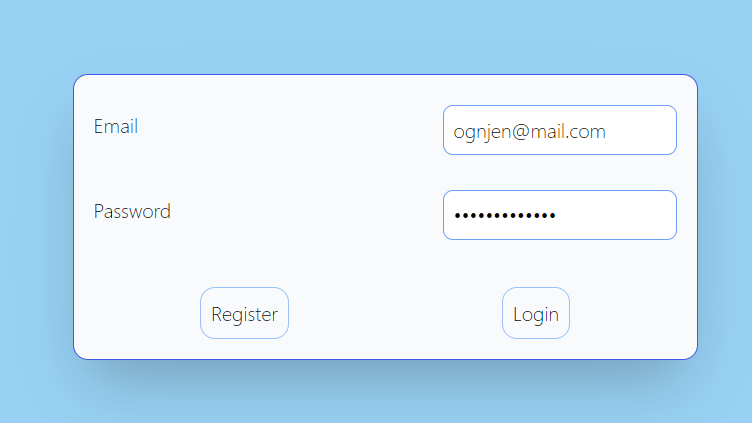 Email
ognjen@mail.com
Password
•••••••••••••
Register
Login